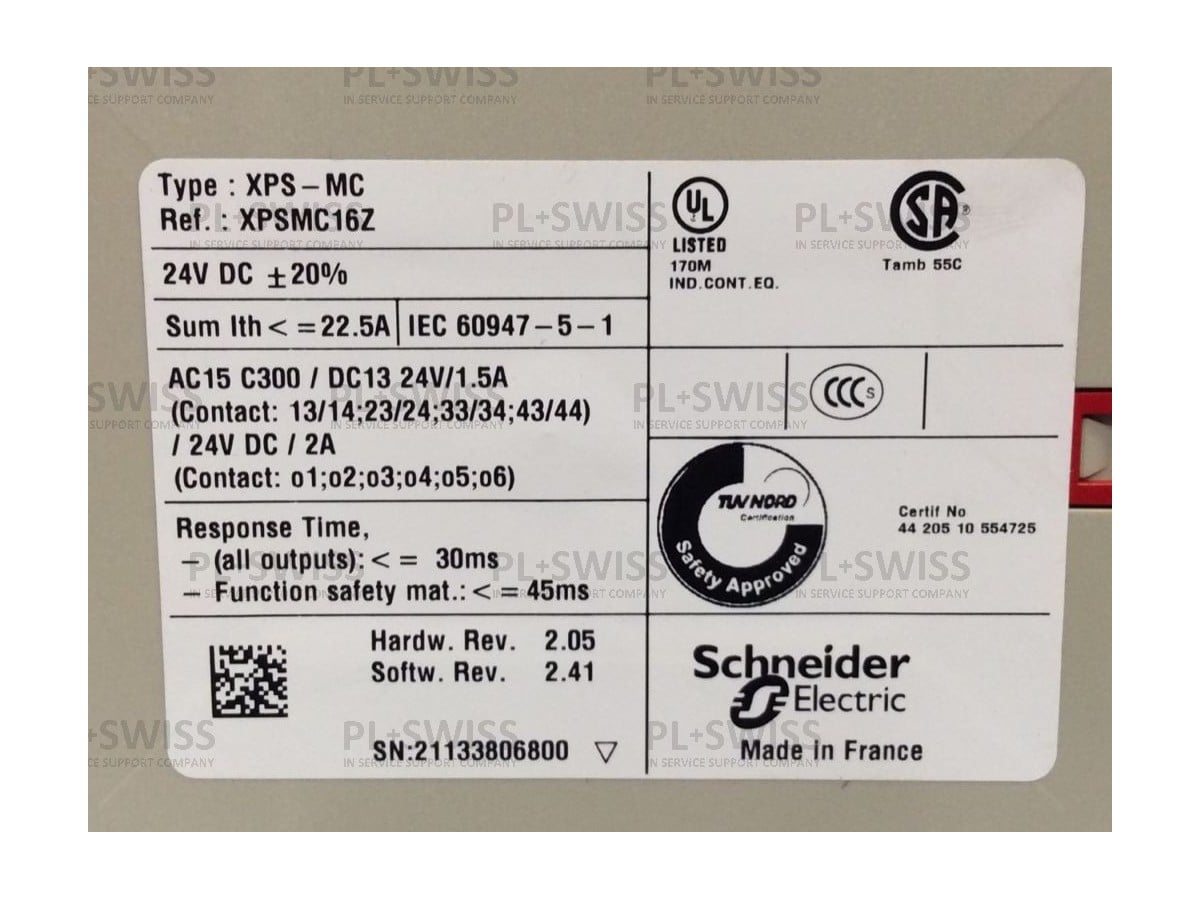 Type : XPS – MC
Ref. : XPSMC16Z
24V DC ± 20%
Sum Ith < = 22.5A IEC 60947 – 5 – 1
AC15 C300 / DC13 24V/1.5A
(Contact: 13/14;23/24;33/34;43/44)
/ 24V DC / 2A
(Contact: o1;o2;o3;o4;o5;o6)
Response Time,
– (all outputs): < = 30ms
– Function safety mat.: < = 45ms
Hardw. Rev. 2.05
Softw. Rev. 2.41
SN:21133806800
UL
LISTED
170M
IND.CONT.EQ.
SA
Tamb 55C
CCC S
TUV NORD
Certification
Safety Approved
Certif No
44 205 10 554725
Schneider
Electric
Made in France
PL+SWISS
IN SERVICE SUPPORT COMPANY